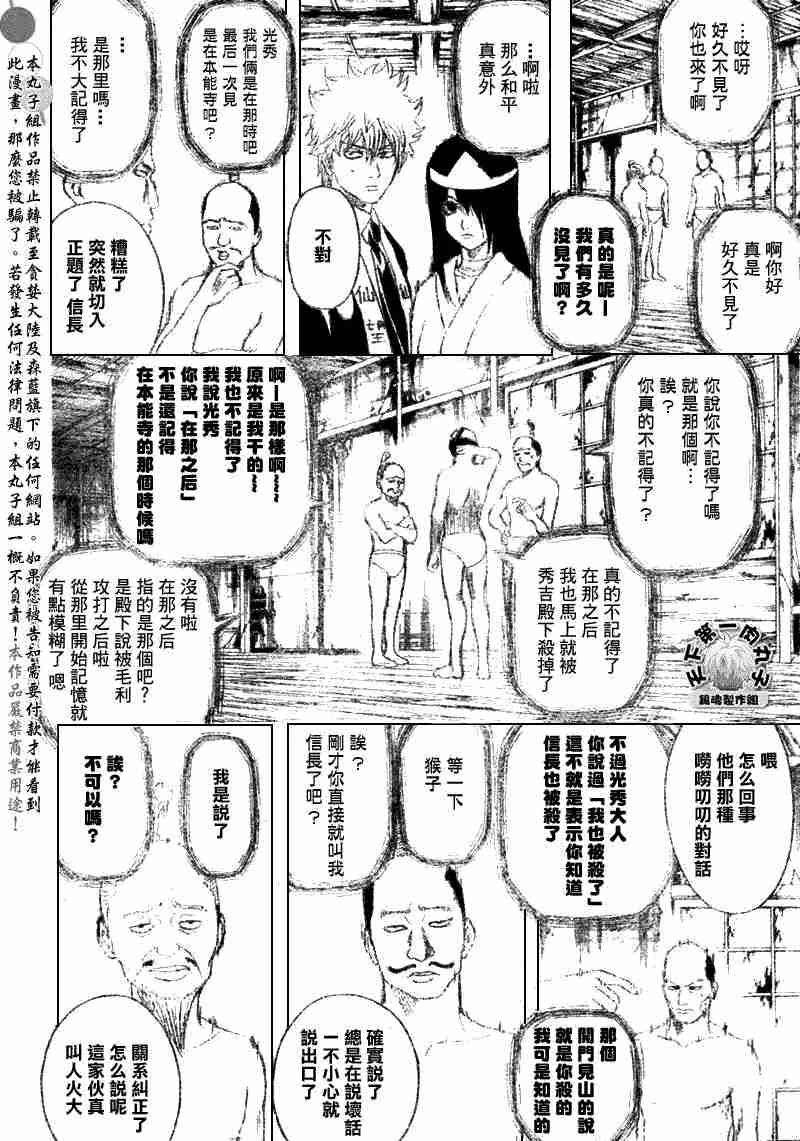 …哎呀
好久不見了
你也來了啊
啊你好
真是
好久不見了
真的是呢ー
我們有多久
沒見了啊？
…啊啦
那么和平
真意外
不對
光秀
我們倆是在那時吧
最后一次見
是在本能寺吧？
…
是那里嗎…
我不大記得了
糟糕了
突然就切入
正題了 信長
你說你不記得了嗎
就是那個啊…
誒？
你真的不記得了？
真的不記得了
在那之后
我也馬上就被
秀吉殿下殺掉了
啊ー是那樣啊~~
原來是我干的~~
我也不記得了
我說光秀
你說「在那之后」
不是還記得
在本能寺的那個時候嗎
沒有啦
在那之后
指的是那個吧？
是殿下說被毛利
攻打之后啦
從那里開始記憶就
有點模糊了 嗯
天下第一肉丸子
喂
怎么回事
他們那種
嘮嘮叨叨的對話
不過光秀大人
你說過「我也被殺了」
這不就是表示你知道
信長也被殺了
那個
開門見山的說
就是你殺的
我可是知道的
等一下
猴子
誒？
剛才你直接就叫我
信長了吧？
確實說了
總是在說壞話
一不小心就
說出口了
我是說了
誒？
不可以嗎？
關系糾正了
怎么說呢
這家伙真
叫人火大
本丸子組作品禁止轉載至貪婪大陸及森藍旗下的任何網站。如果您被告知需要付款才能看到
此漫畫，那麼您被騙了。若發生任何法律問題，本丸子組一概不負責！本作品嚴禁商業用途！